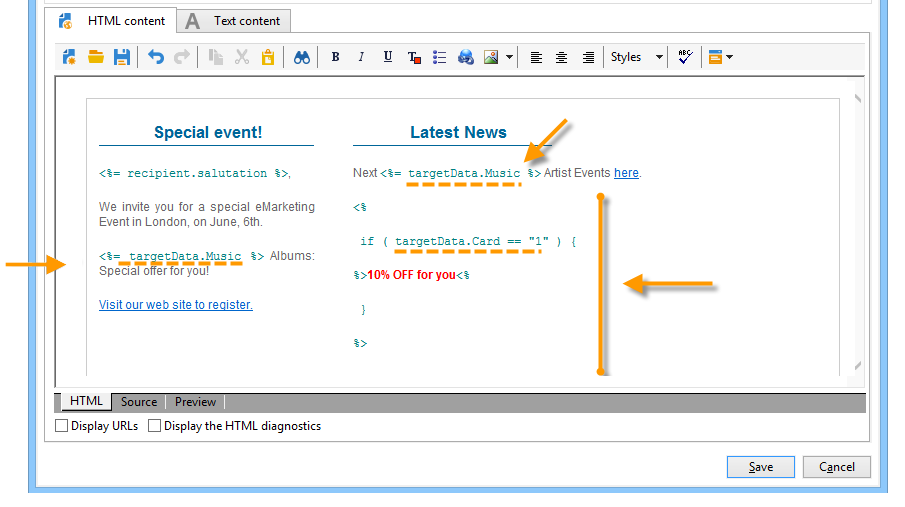 HTML content
A Text content
B I U T Styles ABC
Special event!
<%= recipient.salutation %>,
We invite you for a special eMarketing
Event in London, on June, 6th.
<%= targetData.Music %> Albums:
Special offer for you!
Visit our web site to register.
Latest News
Next <%= targetData.Music %> Artist Events here.
<%
if ( targetData.Card == "1" ) {
%>10% OFF for you<%
}
%>
HTML Source Preview
Display URLs Display the HTML diagnostics
Save Cancel